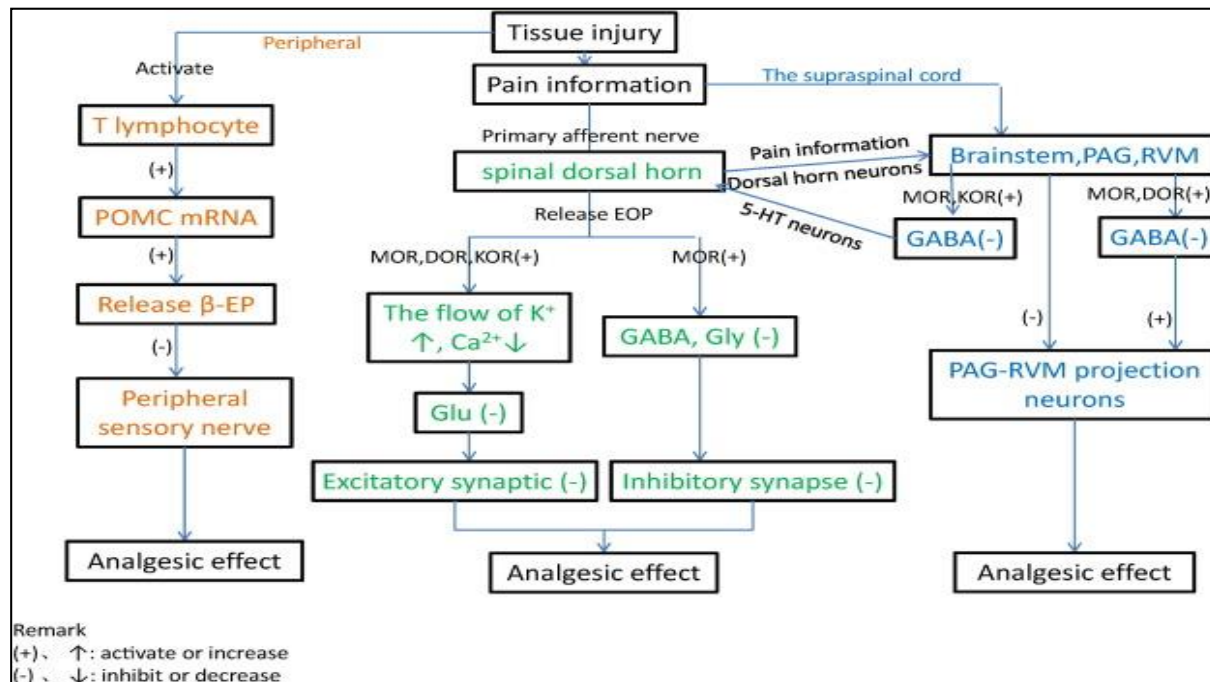 Tissue injury
Peripheral
Activate
Pain information
The supraspinal cord
T lymphocyte
Primary afferent nerve
(+)
spinal dorsal horn
Pain information
Dorsal horn neurons
5-HT neurons
Brainstem,PAG,RVM
POMC mRNA
Release EOP
MOR,KOR(+)
MOR,DOR(+)
GABA(-)
GABA(-)
(+)
MOR,DOR,KOR(+)
MOR(+)
Release β-EP
The flow of K⁺
↑, Ca²⁺↓
GABA, Gly (-)
(-)
(+)
(-)
Peripheral
sensory nerve
Glu (-)
PAG-RVM projection
neurons
Excitatory synaptic (-)
Inhibitory synapse (-)
Analgesic effect
Analgesic effect
Analgesic effect
Remark
(+)、 ↑: activate or increase
(-)、 ↓: inhibit or decrease